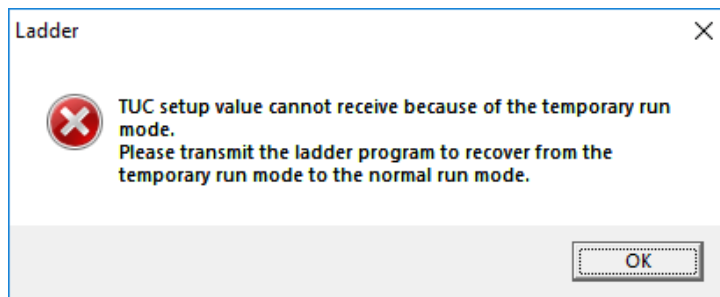 Ladder
TUC setup value cannot receive because of the temporary run
mode.
Please transmit the ladder program to recover from the
temporary run mode to the normal run mode.
OK